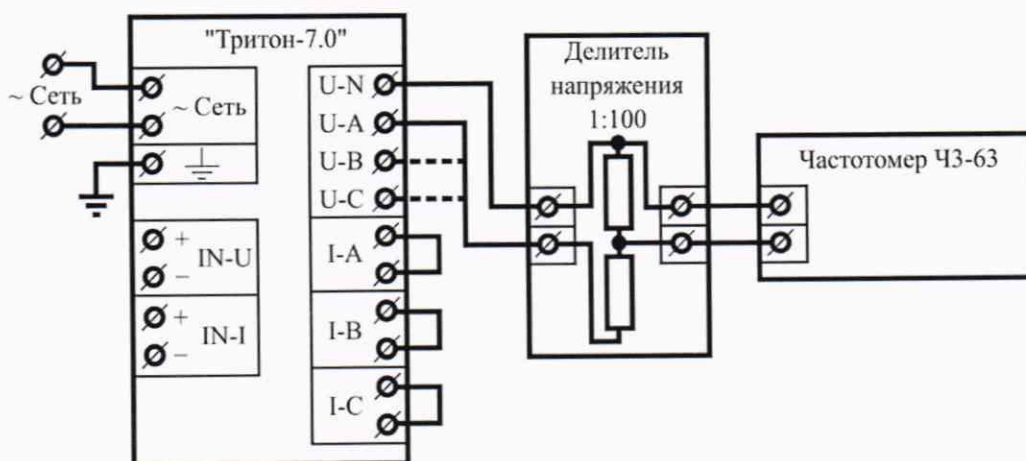 "Тритон-7.0"
~ Сеть
~ Сеть
+
−
IN-U
+
−
IN-I
U-N
U-A
U-B
U-C
I-A
I-B
I-C
Делитель
напряжения
1:100
Частотомер Ч3-63